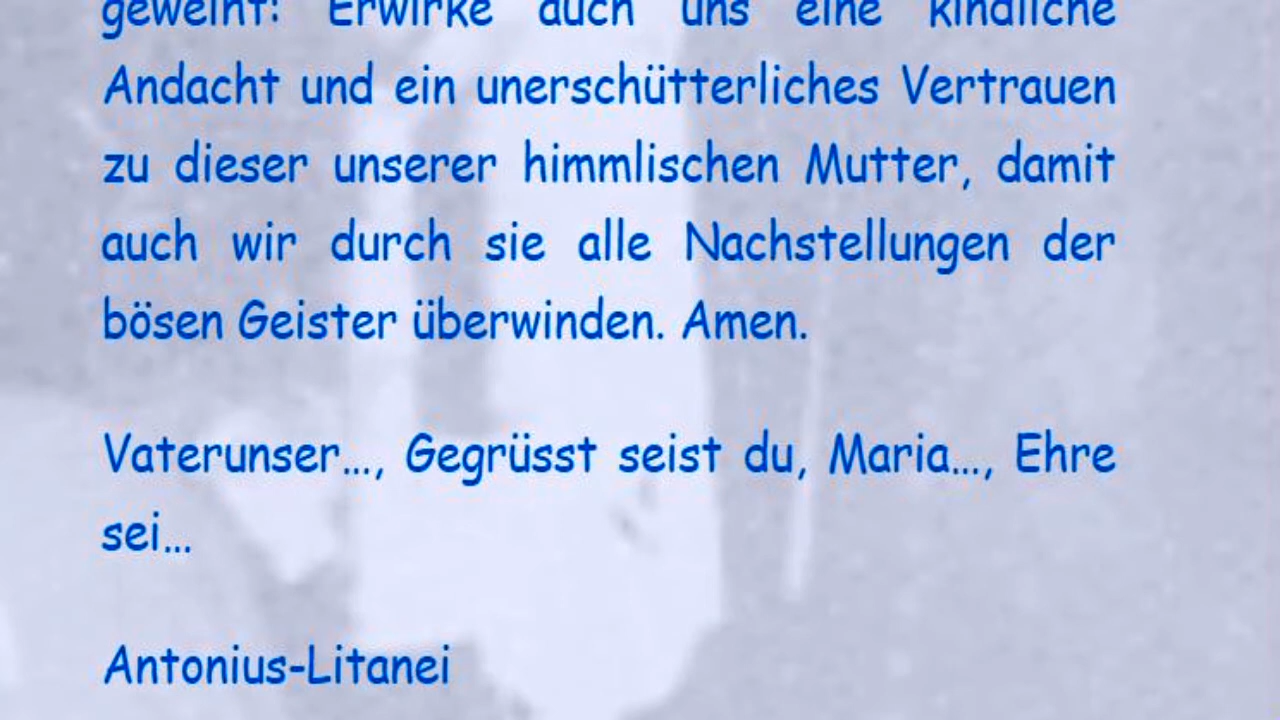 geweiht: Erwirke auch uns eine kindliche
Andacht und ein unerschütterliches Vertrauen
zu dieser unserer himmlischen Mutter, damit
auch wir durch sie alle Nachstellungen der
bösen Geister überwinden. Amen.
Vaterunser…, Gegrüsst seist du, Maria…, Ehre
sei…
Antonius-Litanei